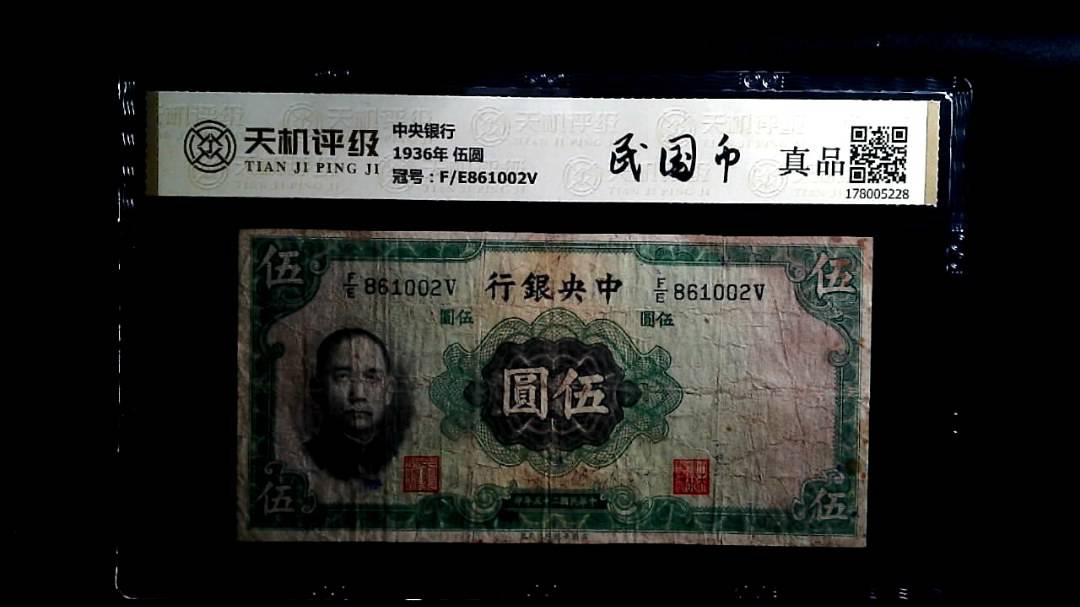 天机评级
TIAN JI PING JI
中央银行
1936年 伍圆
冠号：F/E861002V
民国币
真品
178005228
伍
伍
F/E 861002V
行銀央中
F/E 861002V
圓伍
圓伍
圓伍
伍
伍